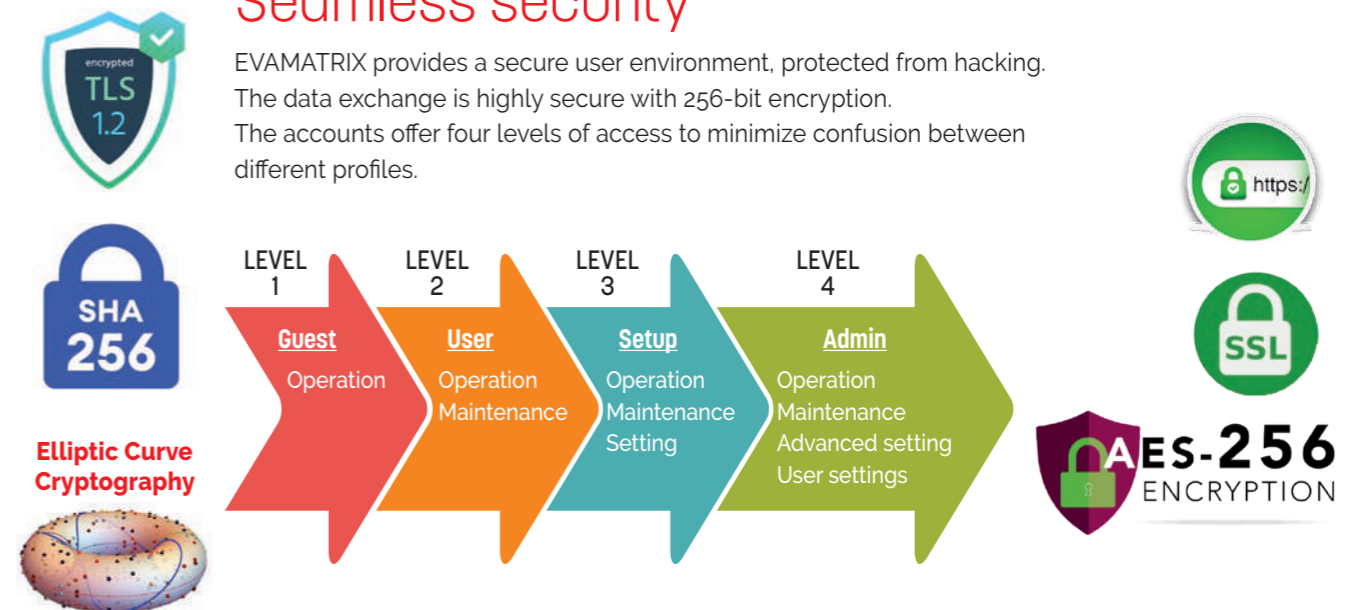 Seamless security
EVAMATRIX provides a secure user environment, protected from hacking.
The data exchange is highly secure with 256-bit encryption.
The accounts offer four levels of access to minimize confusion between
different profiles.
encrypted
TLS
1.2
SHA
256
Elliptic Curve
Cryptography
LEVEL
1
Guest
Operation
LEVEL
2
User
Operation
Maintenance
LEVEL
3
Setup
Operation
Maintenance
Setting
LEVEL
4
Admin
Operation
Maintenance
Advanced setting
User settings
https:/
SSL
AES-256
ENCRYPTION